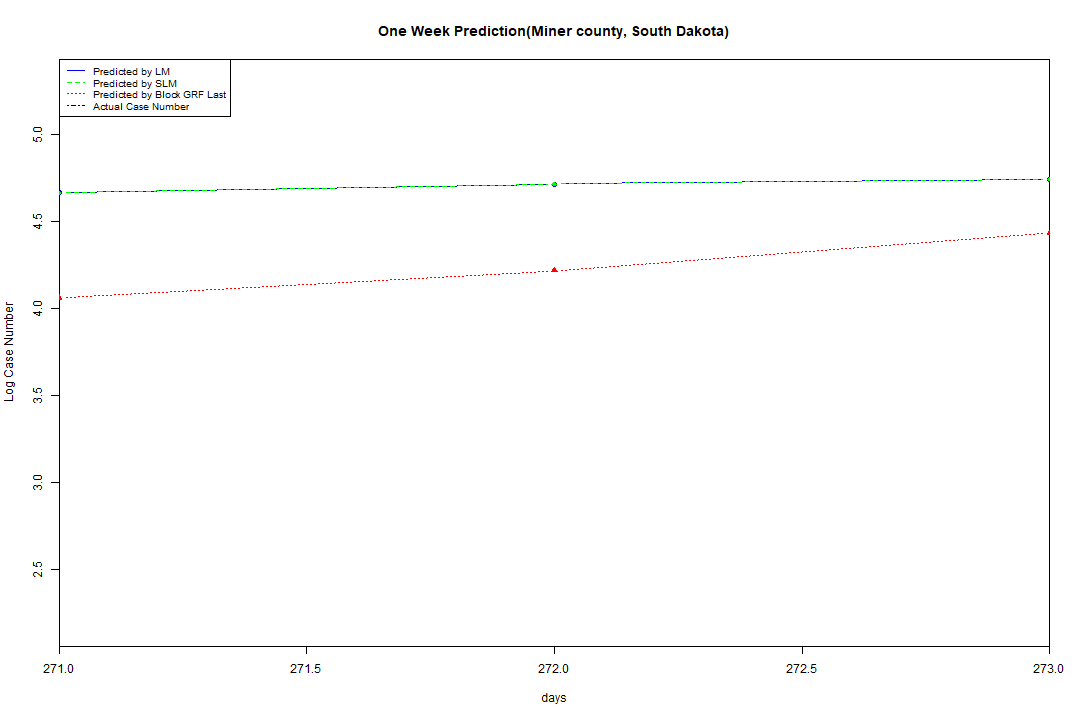 One Week Prediction(Miner county, South Dakota)
Predicted by LM
Predicted by SLM
Predicted by Block GRF Last
Actual Case Number
5.0
4.5
4.0
3.5
3.0
2.5
Log Case Number
271.0 271.5 272.0 272.5 273.0
days